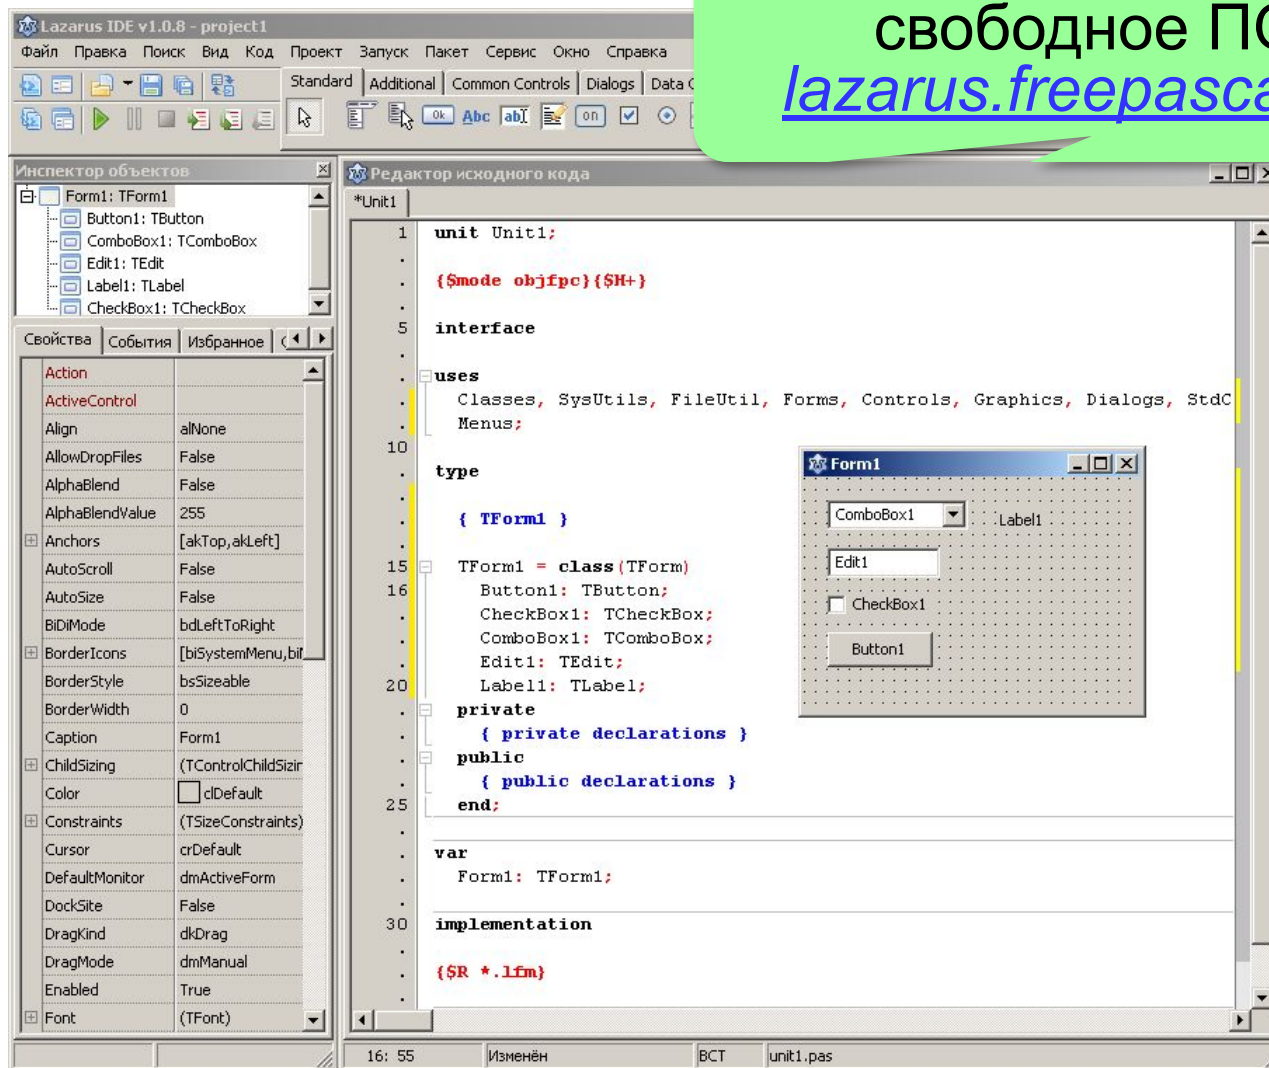 свободное ПО
lazarus.freepasca
Lazarus IDE v1.0.8 - project1
Файл Правка Поиск Вид Код Проект Запуск Пакет Сервис Окно Справка
Standard Additional Common Controls Dialogs Data C
Ok Abc abI on
Инспектор объектов
Form1: TForm1
Button1: TButton
ComboBox1: TComboBox
Edit1: TEdit
Label1: TLabel
CheckBox1: TCheckBox
Свойства События Избранное
Action
ActiveControl
Align alNone
AllowDropFiles False
AlphaBlend False
AlphaBlendValue 255
Anchors [akTop,akLeft]
AutoScroll False
AutoSize False
BiDiMode bdLeftToRight
BorderIcons [biSystemMenu,biM
BorderStyle bsSizeable
BorderWidth 0
Caption Form1
ChildSizing (TControlChildSizir
Color clDefault
Constraints (TSizeConstraints)
Cursor crDefault
DefaultMonitor dmActiveForm
DockSite False
DragKind dkDrag
DragMode dmManual
Enabled True
Font (TFont)
Редактор исходного кода
*Unit1
1 unit Unit1;
{$mode objfpc}{$H+}
5 interface
uses
Classes, SysUtils, FileUtil, Forms, Controls, Graphics, Dialogs, StdC
Menus;
10
type
{ TForm1 }
15 TForm1 = class(TForm)
16 Button1: TButton;
CheckBox1: TCheckBox;
ComboBox1: TComboBox;
Edit1: TEdit;
20 Label1: TLabel;
private
{ private declarations }
public
{ public declarations }
25 end;
var
Form1: TForm1;
30 implementation
{$R *.lfm}
Form1
ComboBox1 Label1
Edit1
CheckBox1
Button1
16: 55 Изменён ВСТ unit1.pas